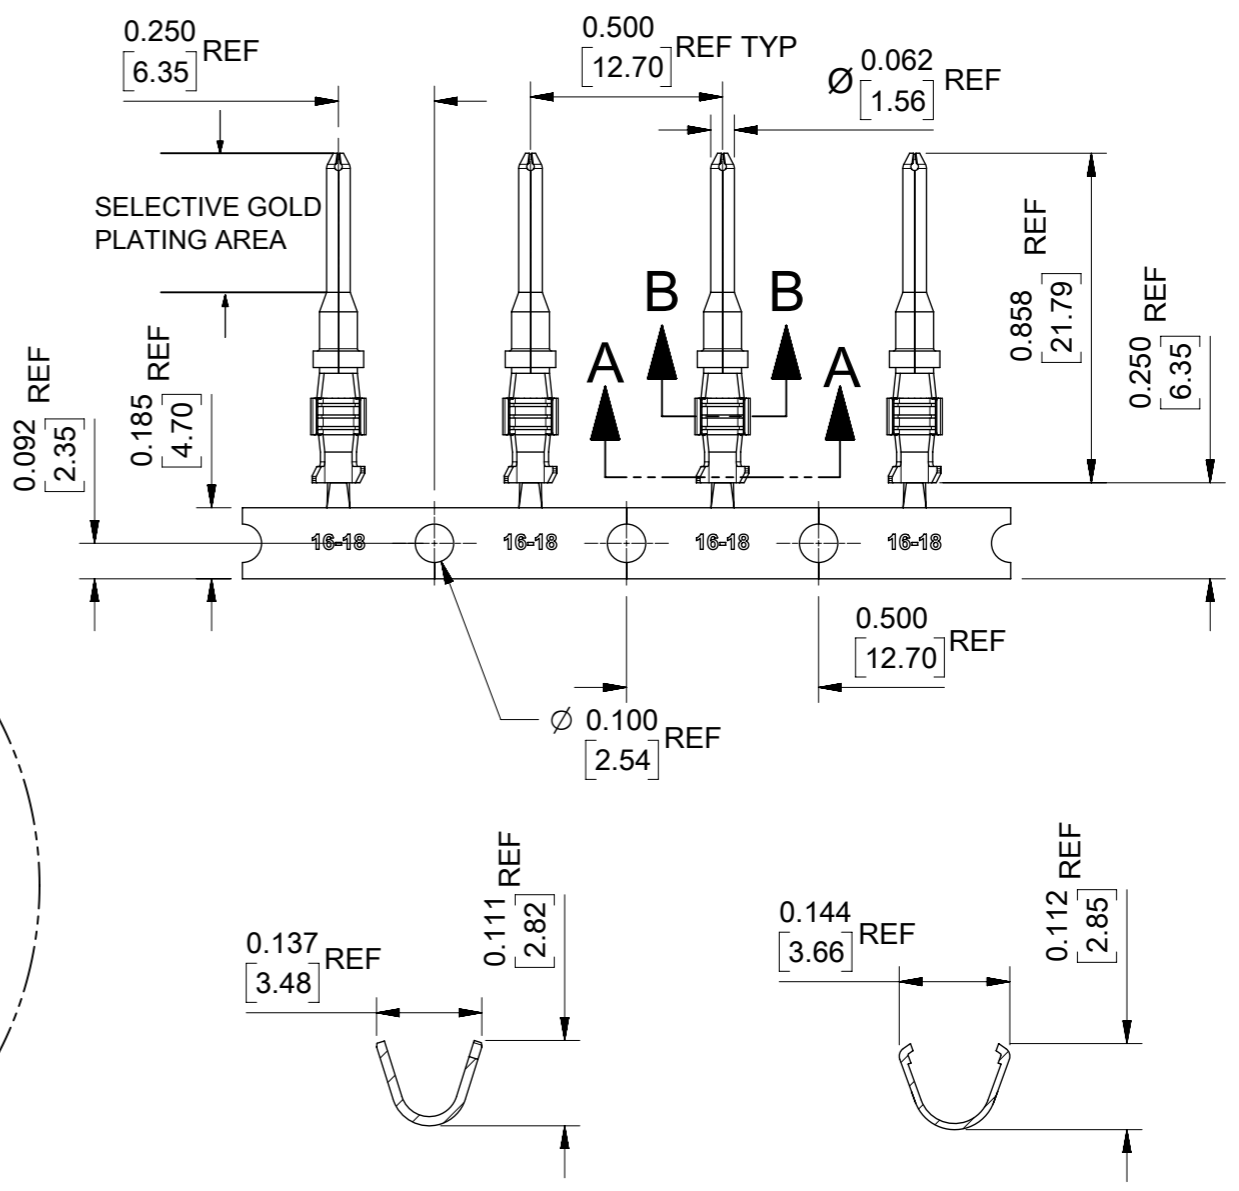 0.250
[6.35] REF
0.500
[12.70] REF TYP
Ø 0.062
[1.56] REF
SELECTIVE GOLD
PLATING AREA
B B
A A
0.858
[21.79] REF
0.250
[6.35] REF
0.092
[2.35] REF
0.185
[4.70] REF
16-18 16-18 16-18 16-18
0.500
[12.70] REF
Ø 0.100
[2.54] REF
0.137
[3.48] REF
0.111
[2.82] REF
0.144
[3.66] REF
0.112
[2.85] REF